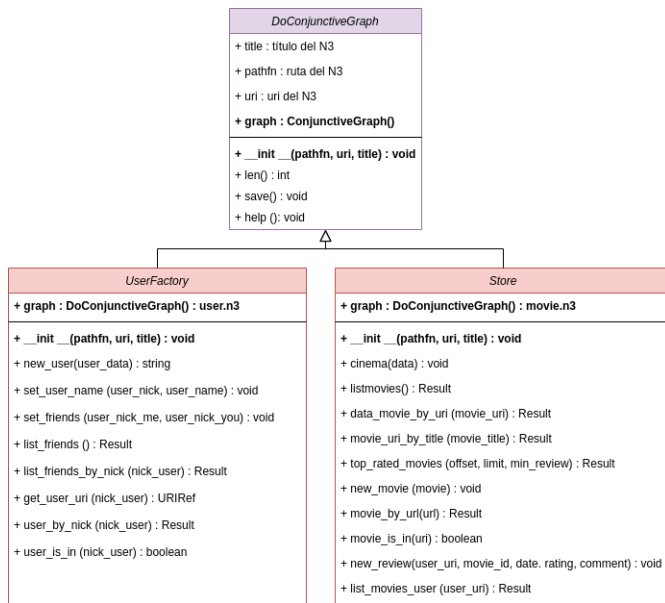 DoConjunctiveGraph
+ title : título del N3
+ pathfn : ruta del N3
+ uri : uri del N3
+ graph : ConjunctiveGraph()
+ __init __(pathfn, uri, title) : void
+ len() : int
+ save() : void
+ help (): void
UserFactory
+ graph : DoConjunctiveGraph() : user.n3
+ __init __(pathfn, uri, title) : void
+ new_user(user_data) : string
+ set_user_name (user_nick, user_name) : void
+ set_friends (user_nick_me, user_nick_you) : void
+ list_friends () : Result
+ list_friends_by_nick (nick_user) : Result
+ get_user_uri (nick_user) : URIRef
+ user_by_nick (nick_user) : Result
+ user_is_in (nick_user) : boolean
Store
+ graph : DoConjunctiveGraph() : movie.n3
+ __init __(pathfn, uri, title) : void
+ cinema(data) : void
+ listmovies() : Result
+ data_movie_by_uri (movie_uri) : Result
+ movie_uri_by_title (movie_title) : Result
+ top_rated_movies (offset, limit, min_review) : Result
+ new_movie (movie) : void
+ movie_by_url(url) : Result
+ movie_is_in(uri) : boolean
+ new_review(user_uri, movie_id, date. rating, comment) : void
+ list_movies_user (user_uri) : Result